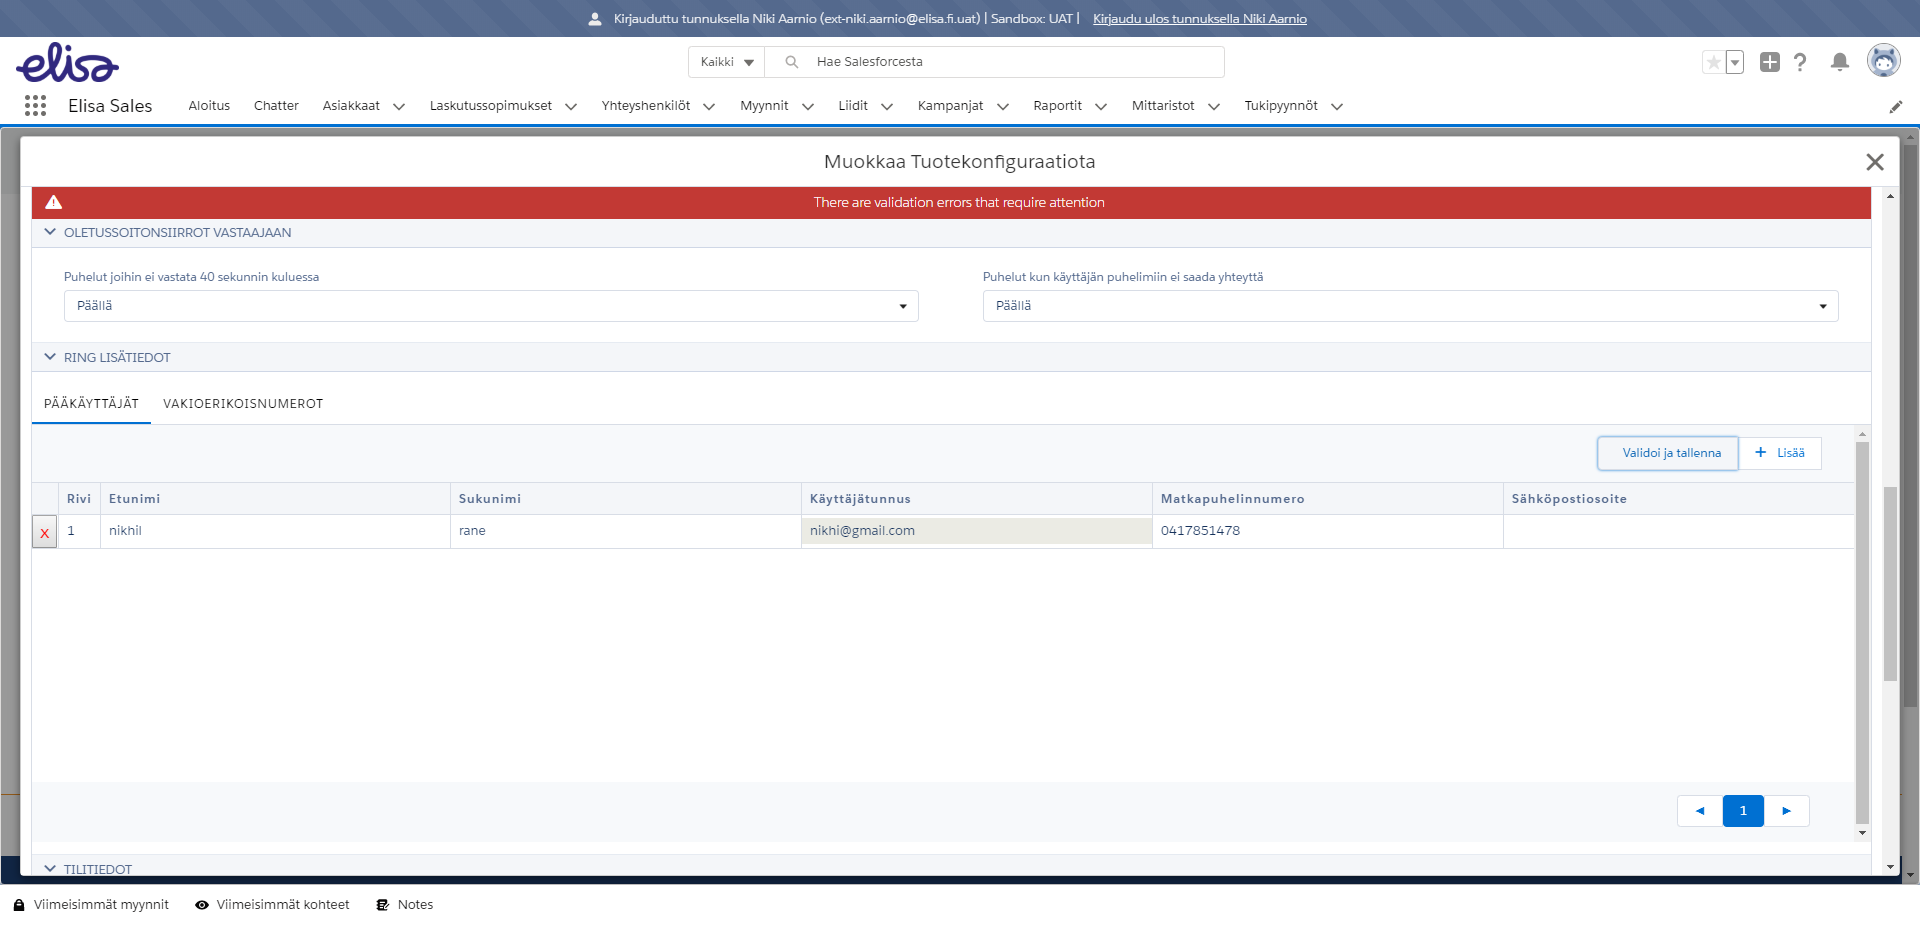 Kirjauduttu tunnuksella Niki Aarnio (ext-niki.aarnio@elisa.fi.uat) | Sandbox: UAT | Kirjaudu ulos tunnuksella Niki Aarnio
elisa
Kaikki Hae Salesforcesta
Elisa Sales Aloitus Chatter Asiakkaat Laskutussopimukset Yhteyshenkilöt Myynnit Liidit Kampanjat Raportit Mittaristot Tukipyynnöt
Muokkaa Tuotekonfiguraatiota
There are validation errors that require attention
OLETUSSOITONSIIRROT VASTAAJAAN
Puhelut joihin ei vastata 40 sekunnin kuluessa Puhelut kun käyttäjän puhelimiin ei saada yhteyttä
Päällä Päällä
RING LISÄTIEDOT
PÄÄKÄYTTÄJÄT VAKIOERIKOISNUMEROT
Validoi ja tallenna + Lisää
Rivi Etunimi Sukunimi Käyttäjätunnus Matkapuhelinnumero Sähköpostiosoite
X 1 nikhil rane nikhi@gmail.com 0417851478
1
TILITIEDOT
Viimeisimmät myynnit Viimeisimmät kohteet Notes